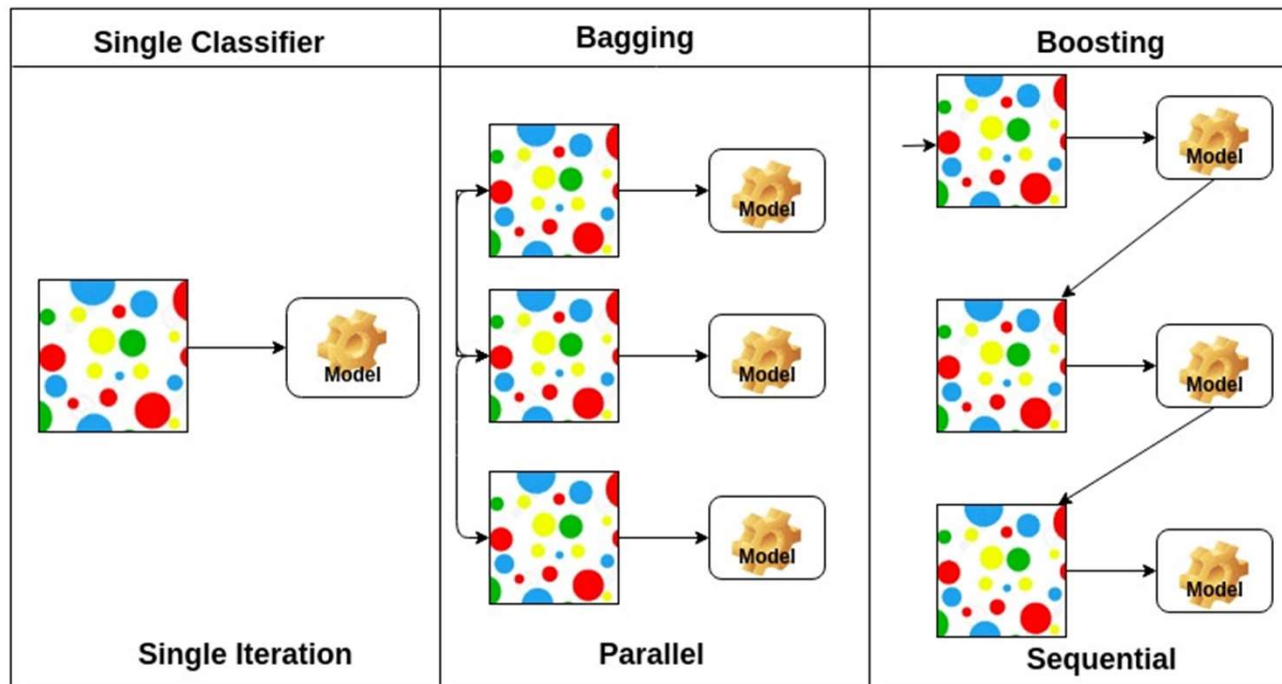 Single Classifier
Bagging
Boosting
Model
Model
Model
Model
Model
Model
Model
Single Iteration
Parallel
Sequential